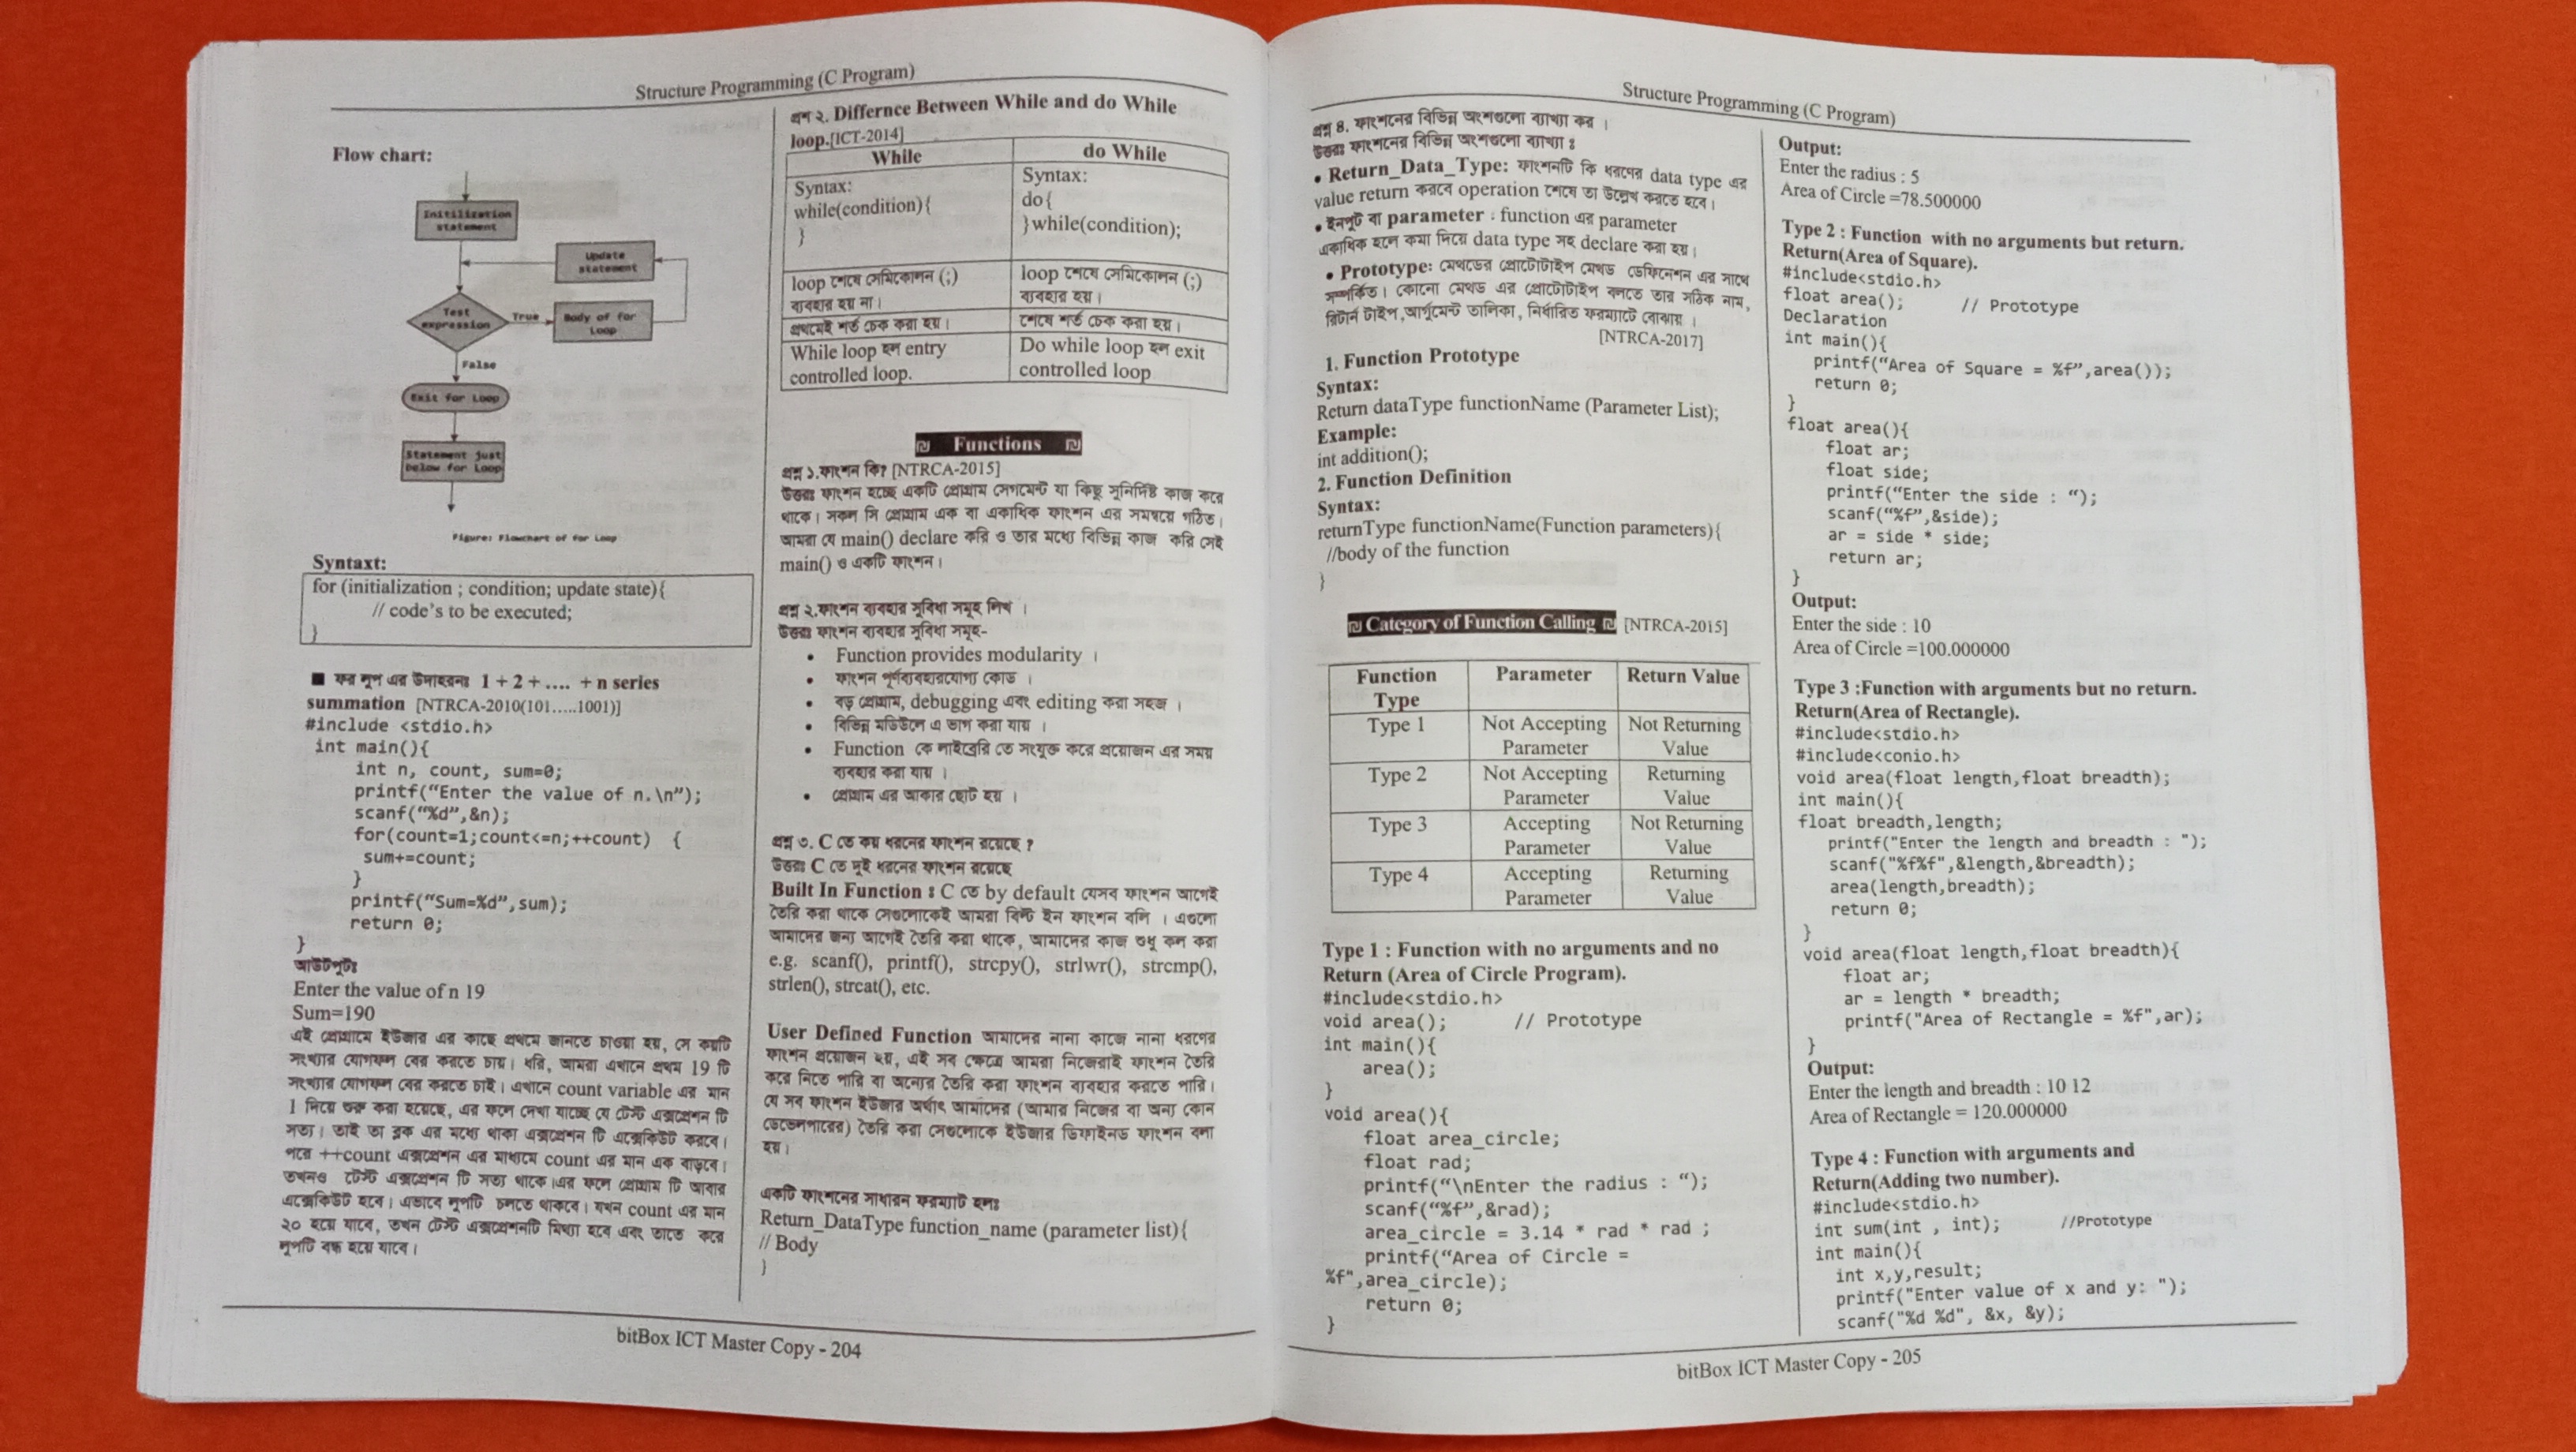 Structure Programming (C Program)
Flow chart:
Initilization
statement
Update
statement
Test
expression
True
Body of for
Loop
False
Exit for Loop
Statement just
below for Loop
Figure: Flowchart of for Loop
Syntaxt:
for (initialization ; condition; update state){
// code's to be executed;
}
■ ফর লুপ এর উদাহরনঃ 1 + 2 + .... + n series
summation [NTRCA-2010(101.....1001)]
#include <stdio.h>
int main(){
int n, count, sum=0;
printf(“Enter the value of n.\n”);
scanf(“%d”,&n);
for(count=1;count<=n;++count) {
sum+=count;
}
printf(“Sum=%d”,sum);
return 0;
}
আউটপুটঃ
Enter the value of n 19
Sum=190
এই প্রোগ্রামে ইউজার এর কাছে প্রথমে জানতে চাওয়া হয়, সে কয়টি
সংখ্যার যোগফল বের করতে চায়। ধরি, আমরা এখানে প্রথম 19 টি
সংখ্যার যোগফল বের করতে চাই। এখানে count variable এর মান
1 দিয়ে শুরু করা হয়েছে, এর ফলে দেখা যাচ্ছে যে টেস্ট এক্সপ্রেশন টি
সত্য। তাই তা ব্লক এর মধ্যে থাকা এক্সপ্রেশন টি এক্সেকিউট করবে।
পরে ++count এক্সপ্রেশন এর মাধ্যমে count এর মান এক বাড়বে।
তখনও টেস্ট এক্সপ্রেশন টি সত্য থাকে।এর ফলে প্রোগ্রাম টি আবার
এক্সেকিউট হবে। এভাবে লুপটি চলতে থাকবে। যখন count এর মান
২০ হয়ে যাবে, তখন টেস্ট এক্সপ্রেশনটি মিথ্যা হবে এবং তাতে করে
লুপটি বন্ধ হয়ে যাবে।
প্রশ্ন ২. Differnce Between While and do While
loop.[ICT-2014]
While do While
Syntax: Syntax:
while(condition){ do{
} }while(condition);
loop শেষে সেমিকোলন (;) loop শেষে সেমিকোলন (;)
ব্যবহার হয় না। ব্যবহার হয়।
প্রথমেই শর্ত চেক করা হয়। শেষে শর্ত চেক করা হয়।
While loop হল entry Do while loop হল exit
controlled loop. controlled loop
Functions
প্রশ্ন ১.ফাংশন কি? [NTRCA-2015]
উত্তরঃ ফাংশন হচ্ছে একটি প্রোগ্রাম সেগমেন্ট যা কিছু সুনির্দিষ্ট কাজ করে
থাকে। সকল সি প্রোগ্রাম এক বা একাধিক ফাংশন এর সমন্বয়ে গঠিত।
আমরা যে main() declare করি ও তার মধ্যে বিভিন্ন কাজ করি সেই
main() ও একটি ফাংশন।
প্রশ্ন ২.ফাংশন ব্যবহার সুবিধা সমূহ লিখ ।
উত্তরঃ ফাংশন ব্যবহার সুবিধা সমূহ-
• Function provides modularity ।
• ফাংশন পূর্ণব্যবহারযোগ্য কোড ।
• বড় প্রোগ্রাম, debugging এবং editing করা সহজ ।
• বিভিন্ন মডিউলে এ ভাগ করা যায় ।
• Function কে লাইব্রেরি তে সংযুক্ত করে প্রয়োজন এর সময়
ব্যবহার করা যায় ।
• প্রোগ্রাম এর আকার ছোট হয় ।
প্রশ্ন ৩. C তে কয় ধরনের ফাংশন রয়েছে ?
উত্তরঃ C তে দুই ধরনের ফাংশন রয়েছে
Built In Function : C তে by default যেসব ফাংশন আগেই
তৈরি করা থাকে সেগুলোকেই আমরা বিল্ট ইন ফাংশন বলি । এগুলো
আমাদের জন্য আগেই তৈরি করা থাকে, আমাদের কাজ শুধু কল করা
e.g. scanf(), printf(), strcpy(), strlwr(), strcmp(),
strlen(), strcat(), etc.
User Defined Function আমাদের নানা কাজে নানা ধরণের
ফাংশন প্রয়োজন হয়, এই সব ক্ষেত্রে আমরা নিজেরাই ফাংশন তৈরি
করে নিতে পারি বা অন্যের তৈরি করা ফাংশন ব্যবহার করতে পারি।
যে সব ফাংশন ইউজার অর্থাৎ আমাদের (আমার নিজের বা অন্য কোন
ডেভেলপারের) তৈরি করা সেগুলোকে ইউজার ডিফাইনড ফাংশন বলা
হয়।
একটি ফাংশনের সাধারন ফরম্যাট হলঃ
Return_DataType function_name (parameter list){
// Body
}
bitBox ICT Master Copy - 204
Structure Programming (C Program)
প্রশ্ন 8. ফাংশনের বিভিন্ন অংশগুলো ব্যাখ্যা কর ।
উত্তরঃ ফাংশনের বিভিন্ন অংশগুলো ব্যাখ্যা :
• Return_Data_Type: ফাংশনটি কি ধরণের data type এর
value return করবে operation শেষে তা উল্লেখ করতে হবে।
• ইনপুট বা parameter : function এর parameter
একাধিক হলে কমা দিয়ে data type সহ declare করা হয়।
• Prototype: মেথডের প্রোটোটাইপ মেথড ডেফিনেশন এর সাথে
সম্পর্কিত। কোনো মেথড এর প্রোটোটাইপ বলতে তার সঠিক নাম,
রিটার্ন টাইপ,আর্গুমেন্ট তালিকা, নির্ধারিত ফরম্যাটে বোঝায় ।
[NTRCA-2017]
1. Function Prototype
Syntax:
Return dataType functionName (Parameter List);
Example:
int addition();
2. Function Definition
Syntax:
returnType functionName(Function parameters){
//body of the function
}
Category of Function Calling [NTRCA-2015]
Function Parameter Return Value
Type
Type 1 Not Accepting Not Returning
Parameter Value
Type 2 Not Accepting Returning
Parameter Value
Type 3 Accepting Not Returning
Parameter Value
Type 4 Accepting Returning
Parameter Value
Type 1 : Function with no arguments and no
Return (Area of Circle Program).
#include<stdio.h>
void area(); // Prototype
int main(){
area();
}
void area(){
float area_circle;
float rad;
printf(“\nEnter the radius : “);
scanf(“%f”,&rad);
area_circle = 3.14 * rad * rad ;
printf(“Area of Circle =
%f”,area_circle);
return 0;
}
Output:
Enter the radius : 5
Area of Circle =78.500000
Type 2 : Function with no arguments but return.
Return(Area of Square).
#include<stdio.h>
float area(); // Prototype
Declaration
int main(){
printf(“Area of Square = %f”,area());
return 0;
}
float area(){
float ar;
float side;
printf(“Enter the side : “);
scanf(“%f”,&side);
ar = side * side;
return ar;
}
Output:
Enter the side : 10
Area of Circle =100.000000
Type 3 :Function with arguments but no return.
Return(Area of Rectangle).
#include<stdio.h>
#include<conio.h>
void area(float length,float breadth);
int main(){
float breadth,length;
printf("Enter the length and breadth : ");
scanf("%f%f",&length,&breadth);
area(length,breadth);
return 0;
}
void area(float length,float breadth){
float ar;
ar = length * breadth;
printf("Area of Rectangle = %f",ar);
}
Output:
Enter the length and breadth : 10 12
Area of Rectangle = 120.000000
Type 4 : Function with arguments and
Return(Adding two number).
#include<stdio.h>
int sum(int , int); //Prototype
int main(){
int x,y,result;
printf("Enter value of x and y: ");
scanf("%d %d", &x, &y);
bitBox ICT Master Copy - 205